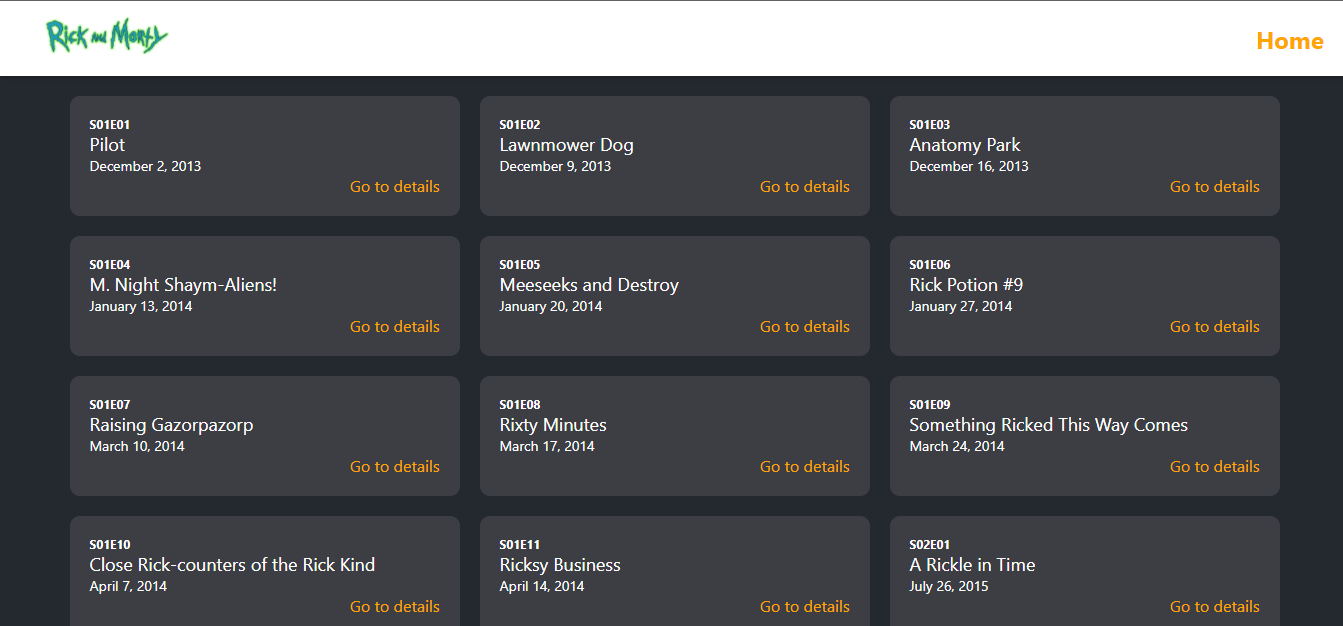 Rick and Morty
Home
S01E01
Pilot
December 2, 2013
Go to details
S01E02
Lawnmower Dog
December 9, 2013
Go to details
S01E03
Anatomy Park
December 16, 2013
Go to details
S01E04
M. Night Shaym-Aliens!
January 13, 2014
Go to details
S01E05
Meeseeks and Destroy
January 20, 2014
Go to details
S01E06
Rick Potion #9
January 27, 2014
Go to details
S01E07
Raising Gazorpazorp
March 10, 2014
Go to details
S01E08
Rixty Minutes
March 17, 2014
Go to details
S01E09
Something Ricked This Way Comes
March 24, 2014
Go to details
S01E10
Close Rick-counters of the Rick Kind
April 7, 2014
Go to details
S01E11
Ricksy Business
April 14, 2014
Go to details
S02E01
A Rickle in Time
July 26, 2015
Go to details